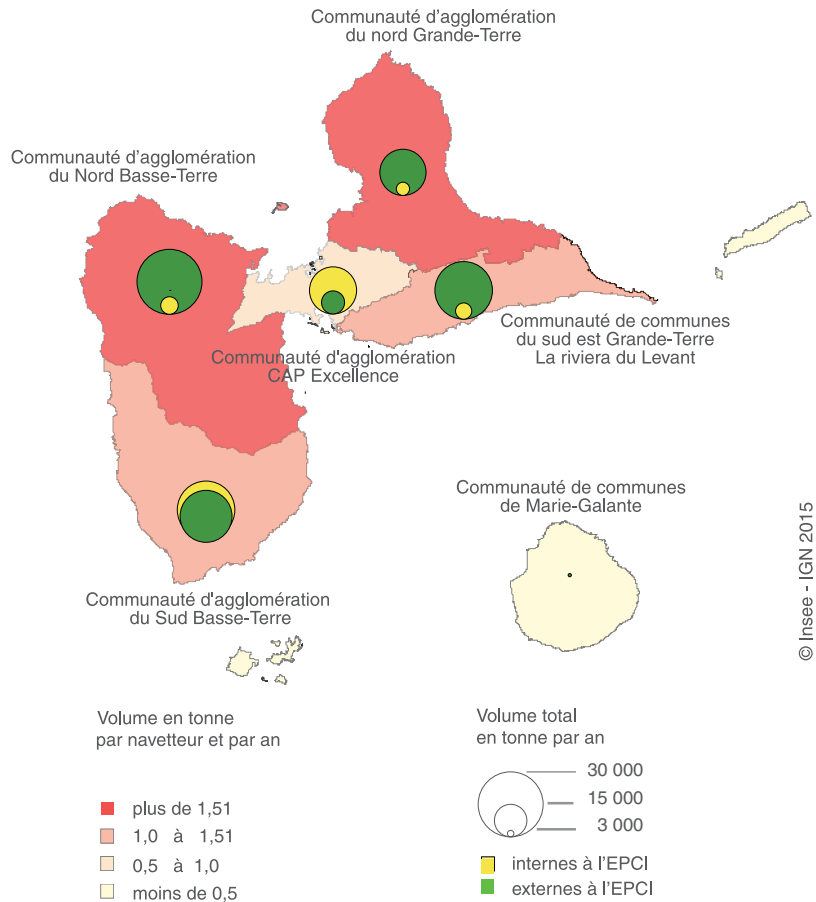 Communauté d'agglomération
du nord Grande-Terre
Communauté d'agglomération
du Nord Basse-Terre
Communauté de communes
du sud est Grande-Terre
La riviera du Levant
Communauté d'agglomération
CAP Excellence
Communauté de communes
de Marie-Galante
Communauté d'agglomération
du Sud Basse-Terre
© Insee - IGN 2015
Volume en tonne
par navetteur et par an
plus de 1,51
1,0 à 1,51
0,5 à 1,0
moins de 0,5
Volume total
en tonne par an
30 000
15 000
3 000
internes à l'EPCI
externes à l'EPCI